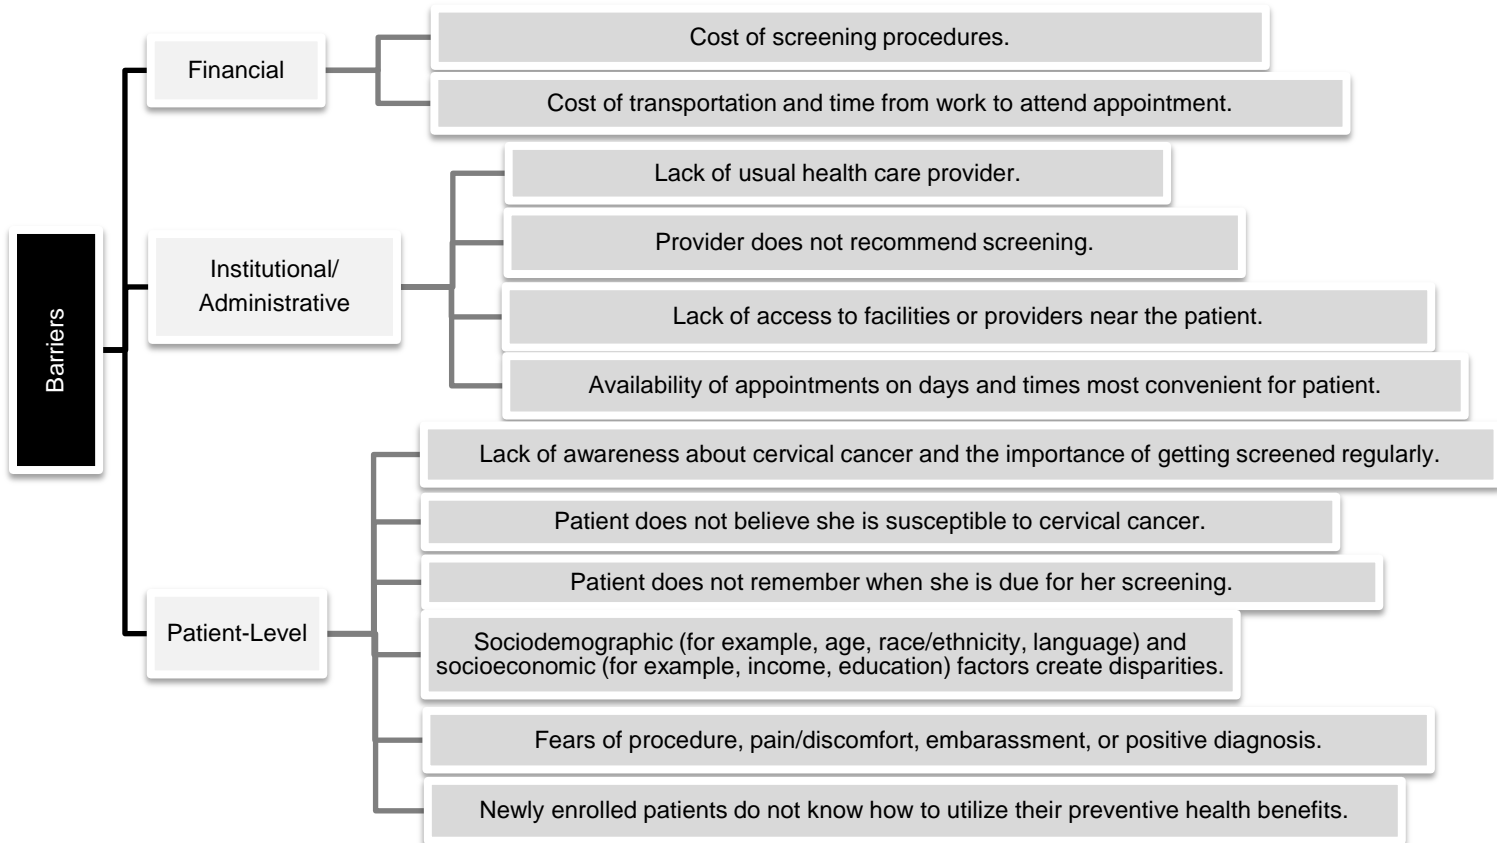 Barriers
Financial
Cost of screening procedures.
Cost of transportation and time from work to attend appointment.
Institutional/
Administrative
Lack of usual health care provider.
Provider does not recommend screening.
Lack of access to facilities or providers near the patient.
Availability of appointments on days and times most convenient for patient.
Patient-Level
Lack of awareness about cervical cancer and the importance of getting screened regularly.
Patient does not believe she is susceptible to cervical cancer.
Patient does not remember when she is due for her screening.
Sociodemographic (for example, age, race/ethnicity, language) and
socioeconomic (for example, income, education) factors create disparities.
Fears of procedure, pain/discomfort, embarassment, or positive diagnosis.
Newly enrolled patients do not know how to utilize their preventive health benefits.